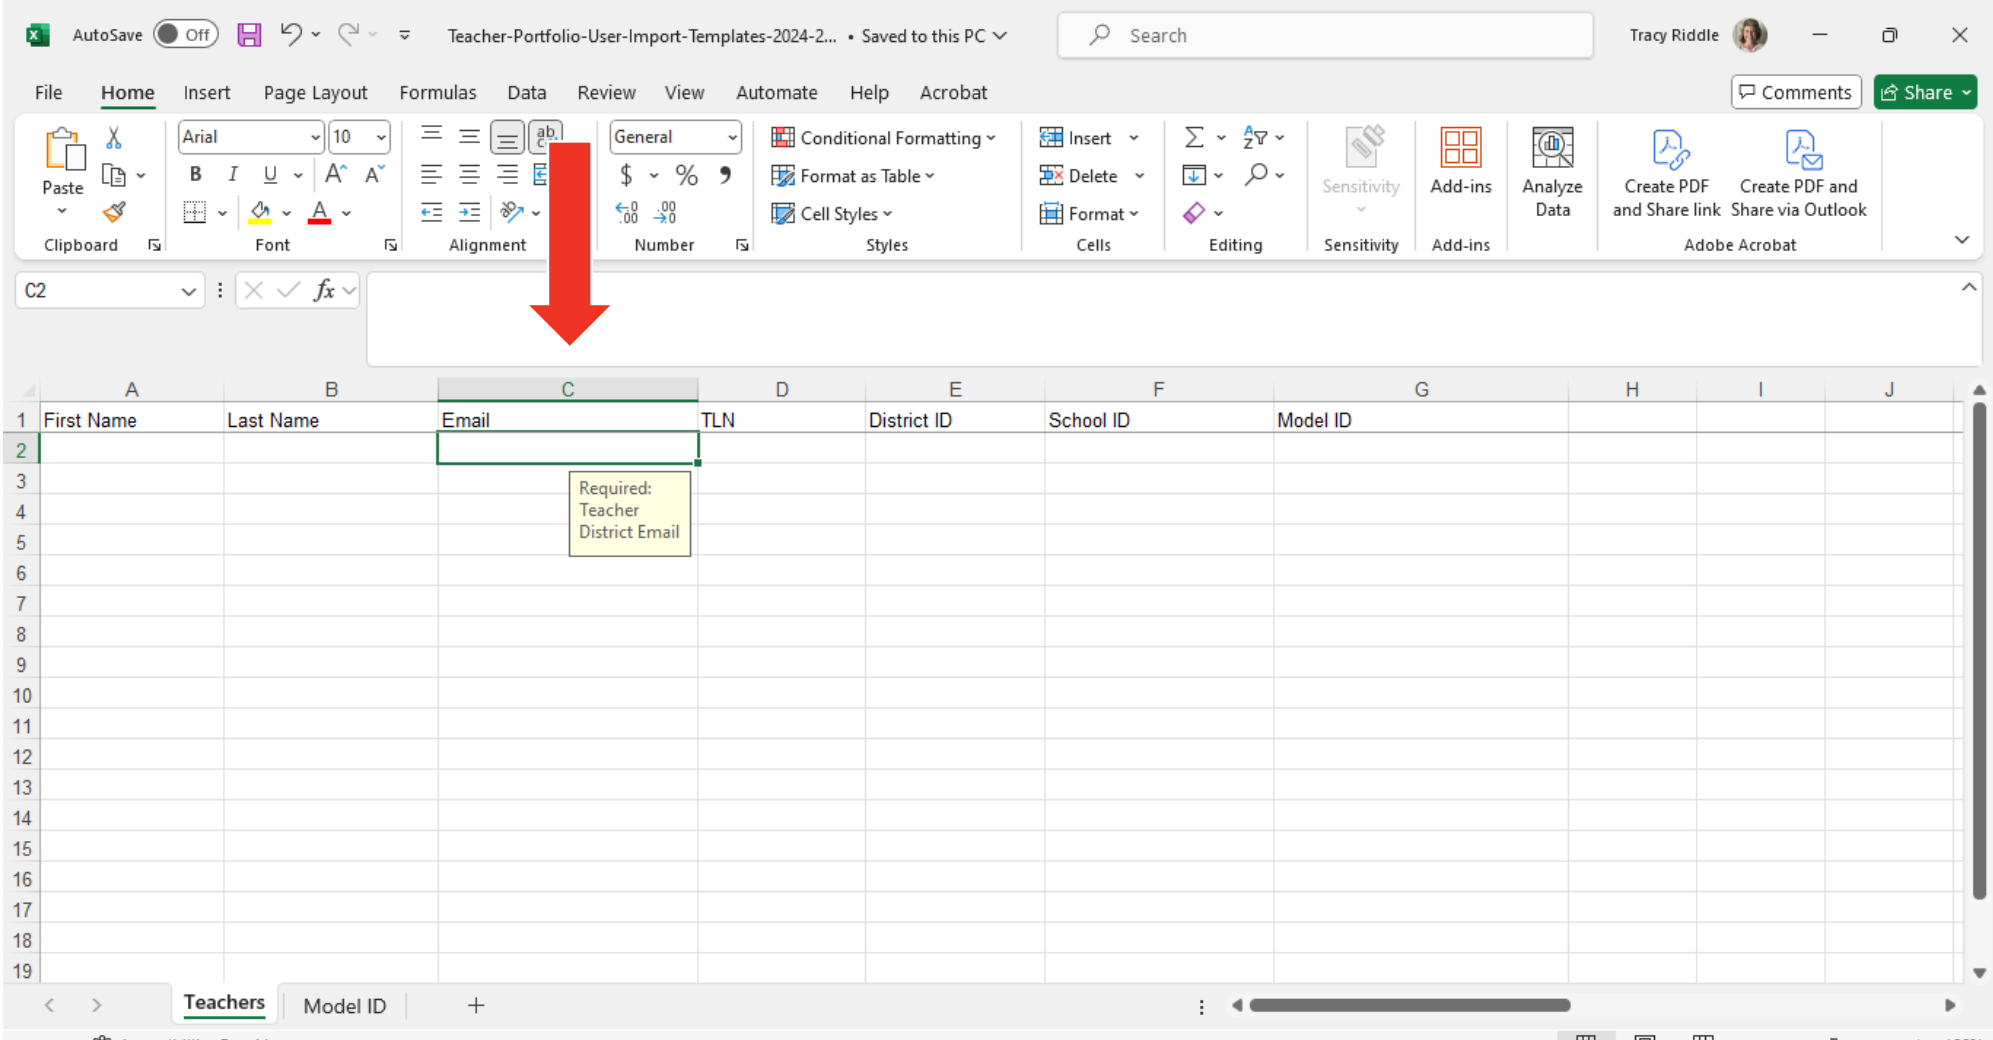 AutoSave Off Teacher-Portfolio-User-Import-Templates-2024-2... • Saved to this PC Search Tracy Riddle
File Home Insert Page Layout Formulas Data Review View Automate Help Acrobat Comments Share
Paste
Clipboard
Arial 10
B I U A A
A
Font
Alignment
General
$ % 9
Number
Conditional Formatting
Format as Table
Cell Styles
Styles
Insert
Delete
Format
Cells
Editing
Sensitivity
Sensitivity
Add-ins
Add-ins
Analyze
Data
Create PDF
and Share link
Create PDF and
Share via Outlook
Adobe Acrobat
C2 fx
A B C D E F G H I J
1 First Name Last Name Email TLN District ID School ID Model ID
2
3
Required:
Teacher
District Email
4
5
6
7
8
9
10
11
12
13
14
15
16
17
18
19
Teachers Model ID +